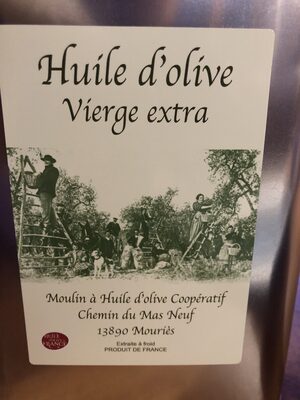 Huile d'olive
Vierge extra
Moulin à Huile d'olive Coopératif
Chemin du Mas Neuf
13890 Mouriès
Extraite à froid
PRODUIT DE FRANCE